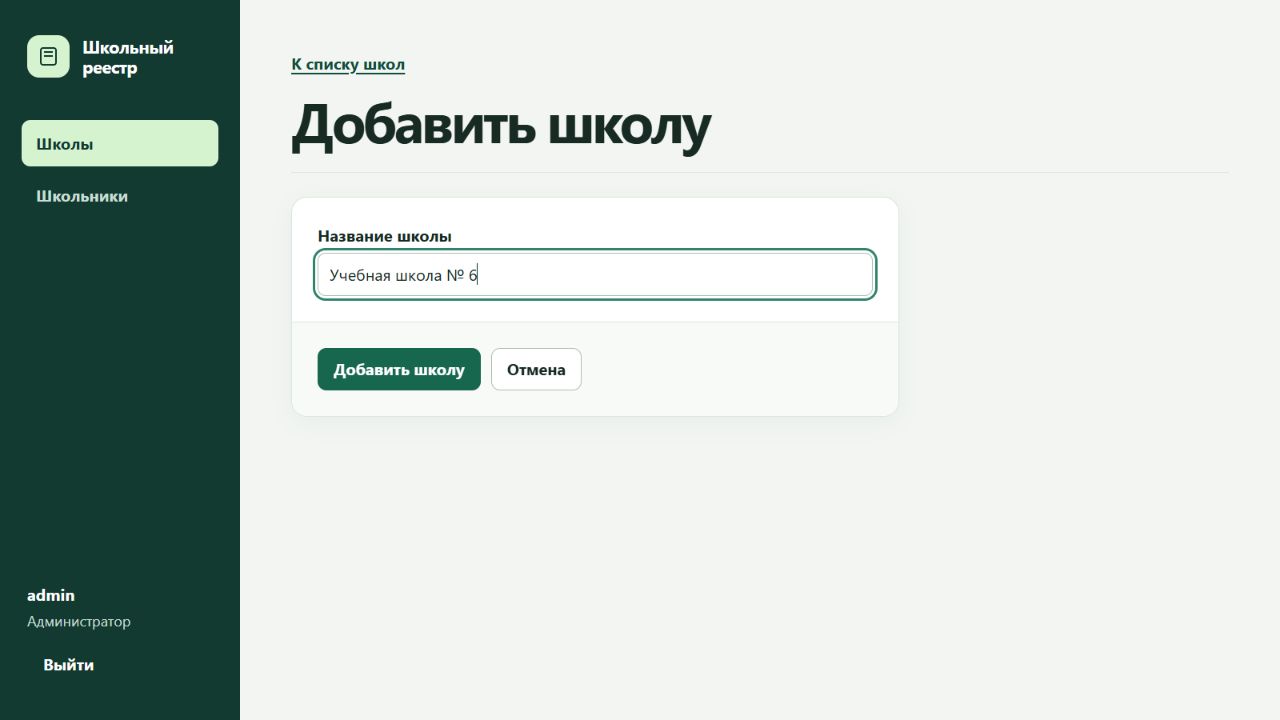 Школьный
реестр
Школы
Школьники
admin
Администратор
Выйти
К списку школ
Добавить школу
Название школы
Учебная школа № 6
Добавить школу
Отмена